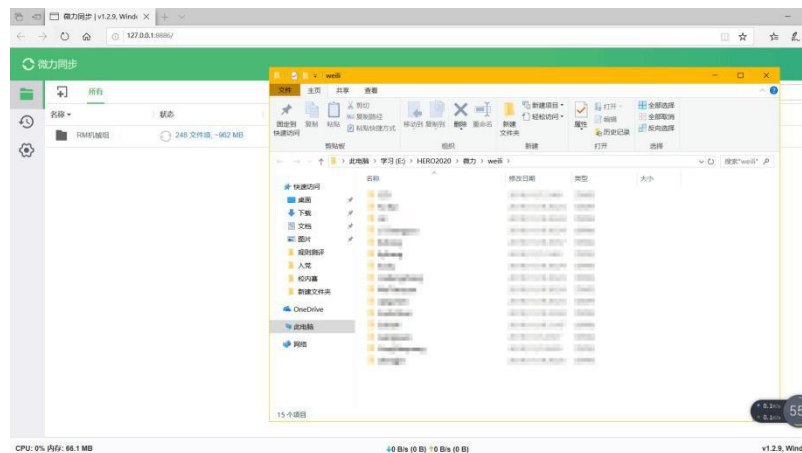 微力同步 | v1.2.9, Windo
127.0.0.1:8886/
微力同步
所有
名称
状态
RM机械组
248 文件项, ~962 MB
weili
文件 主页 共享 查看
固定到快速访问
复制
粘贴
剪切
复制路径
粘贴快捷方式
移动到
复制到
删除
重命名
新建文件夹
新建项目
轻松访问
属性
打开
编辑
历史记录
全部选择
全部取消
反向选择
剪贴板
组织
新建
打开
选择
此电脑 > 学习 (E:) > HERO2020 > 微力 > weili >
搜索"weili"
名称
修改日期
类型
大小
快速访问
桌面
下载
文档
图片
规则测评
入党
校内赛
新建文件夹
OneDrive
此电脑
网络
15 个项目
55
CPU: 0% 内存: 66.1 MB
↓0 B/s (0 B) ↑0 B/s (0 B)
v1.2.9, Wind